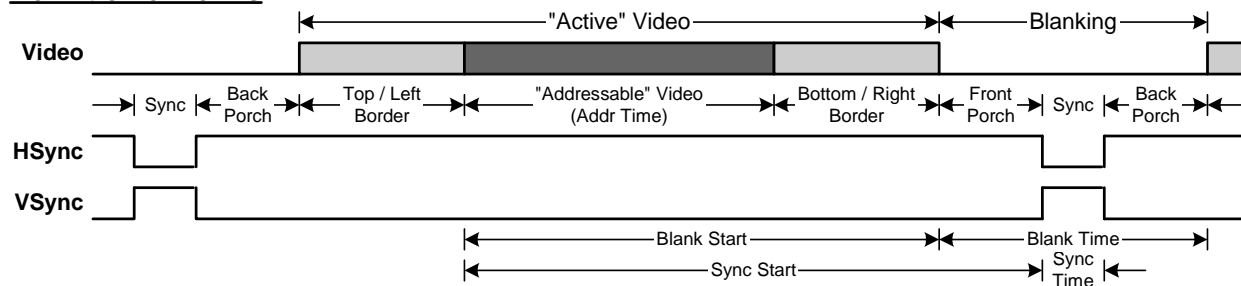 "Active" Video
Blanking
Video
Sync
Back Porch
Top / Left Border
"Addressable" Video (Addr Time)
Bottom / Right Border
Front Porch
Sync
Back Porch
HSync
VSync
Blank Start
Blank Time
Sync Start
Sync Time